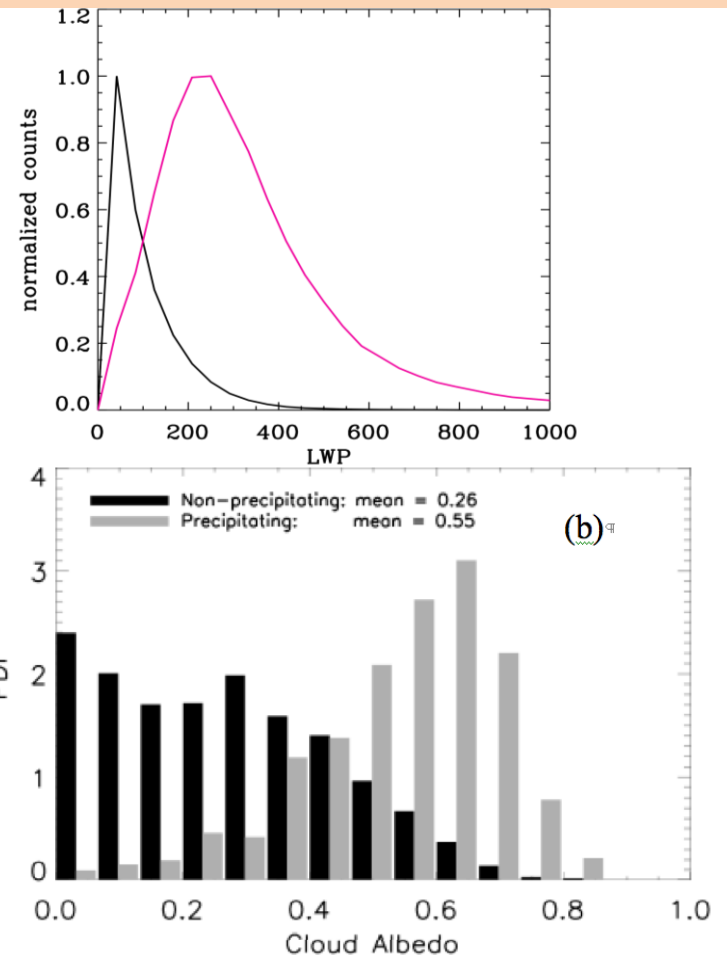 1.2
1.0
0.8
0.6
0.4
0.2
0.0
normalized counts
0 200 400 600 800 1000
LWP
4
3
2
1
0
Non-precipitating: mean = 0.26
Precipitating: mean = 0.55
(b)¶
0.0 0.2 0.4 0.6 0.8 1.0
Cloud Albedo